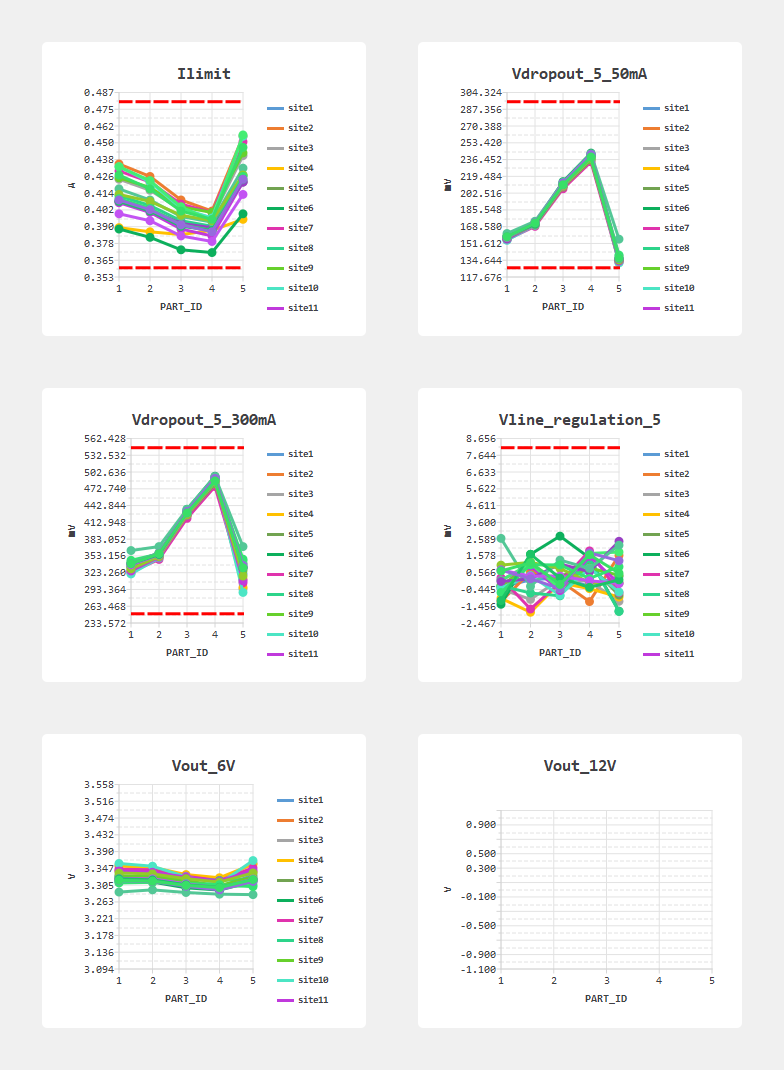 Ilimit
0.487
0.475
0.462
0.450
0.438
0.426
0.414
0.402
0.390
0.378
0.365
0.353
A
1 2 3 4 5
PART_ID
site1
site2
site3
site4
site5
site6
site7
site8
site9
site10
site11
Vdropout_5_50mA
304.324
287.356
270.388
253.420
236.452
219.484
202.516
185.548
168.580
151.612
134.644
117.676
mV
1 2 3 4 5
PART_ID
site1
site2
site3
site4
site5
site6
site7
site8
site9
site10
site11
Vdropout_5_300mA
562.428
532.532
502.636
472.740
442.844
412.948
383.052
353.156
323.260
293.364
263.468
233.572
mV
1 2 3 4 5
PART_ID
site1
site2
site3
site4
site5
site6
site7
site8
site9
site10
site11
Vline_regulation_5
8.656
7.644
6.633
5.622
4.611
3.600
2.589
1.578
0.566
-0.445
-1.456
-2.467
mV
1 2 3 4 5
PART_ID
site1
site2
site3
site4
site5
site6
site7
site8
site9
site10
site11
Vout_6V
3.558
3.516
3.474
3.432
3.390
3.347
3.305
3.263
3.221
3.178
3.136
3.094
V
1 2 3 4 5
PART_ID
site1
site2
site3
site4
site5
site6
site7
site8
site9
site10
site11
Vout_12V
0.900
0.500
0.300
-0.100
-0.500
-0.900
-1.100
V
1 2 3 4 5
PART_ID